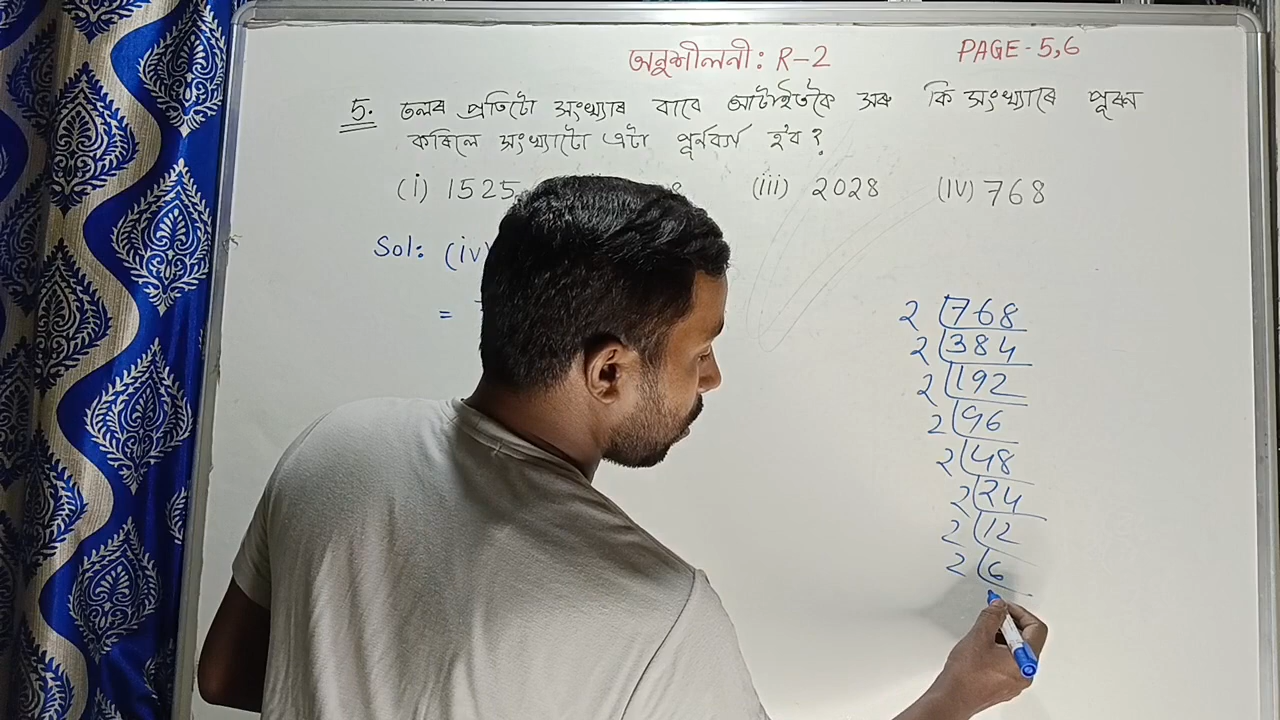 অনুশীলনী: R-2 PAGE-5,6
5. তলৰ প্ৰতিটো সংখ্যাৰ বাবে আটাইতকৈ সৰু কি সংখ্যাৰে পূৰণ
কৰিলে সংখ্যাটো এটা পূৰ্নবৰ্গ হ'ব ?
(i) 1525 8 (iii) 2028 (iv) 768
Sol: (iv)
=
2 768
2 384
2 192
2 96
2 48
2 24
2 12
2 6